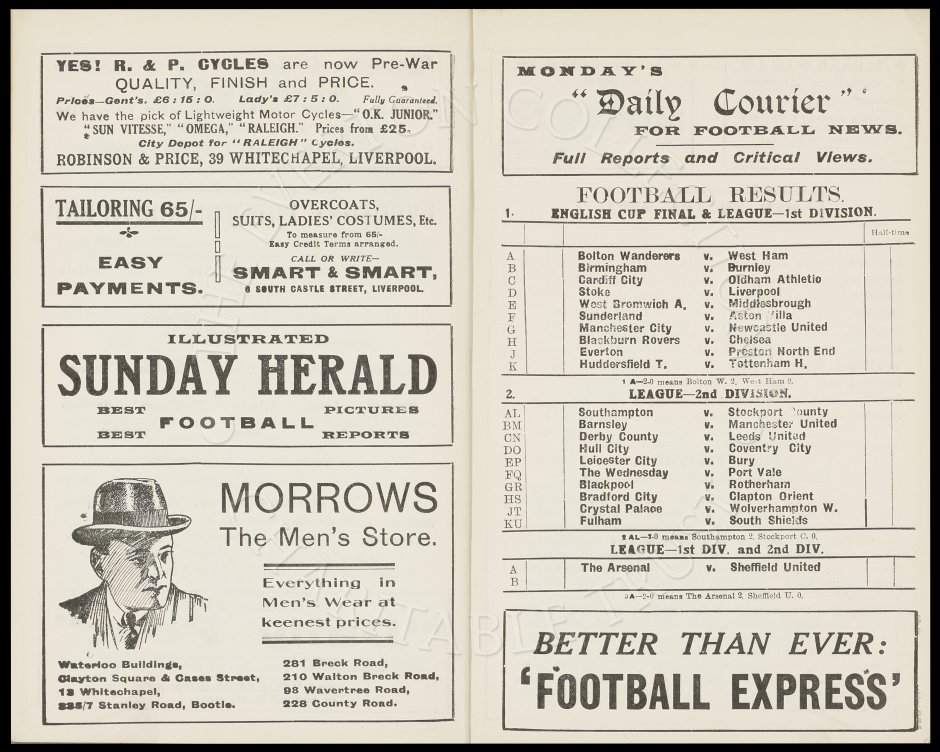 YES! R. & P. CYCLES are now Pre-War
QUALITY, FINISH and PRICE.
Prices—Gent's. £6 : 15 : 0. Lady's £7 : 5 : 0. Fully Guaranteed.
We have the pick of Lightweight Motor Cycles—"O.K. JUNIOR."
"SUN VITESSE," "OMEGA," "RALEIGH." Prices from £25.
City Depot for "RALEIGH" Cycles.
ROBINSON & PRICE, 39 WHITECHAPEL, LIVERPOOL.
TAILORING 65/-
EASY
PAYMENTS.
OVERCOATS,
SUITS, LADIES' COSTUMES, Etc.
To measure from 65/-
Easy Credit Terms arranged.
CALL OR WRITE—
SMART & SMART,
6 SOUTH CASTLE STREET, LIVERPOOL.
ILLUSTRATED
SUNDAY HERALD
BEST PICTURES
FOOTBALL
BEST REPORTS
MORROWS
The Men's Store.
Everything in
Men's Wear at
keenest prices.
Waterloo Buildings,
Clayton Square & Cases Street,
13 Whitechapel,
335/7 Stanley Road, Bootle.
281 Breck Road,
210 Walton Breck Road,
98 Wavertree Road,
228 County Road.
MONDAY'S
"Daily Courier"
FOR FOOTBALL NEWS.
Full Reports and Critical Views.
FOOTBALL RESULTS.
1. ENGLISH CUP FINAL & LEAGUE—1st DIVISION.
Half-time
A Bolton Wanderers v. West Ham
B Birmingham v. Burnley
C Cardiff City v. Oldham Athletic
D Stoke v. Liverpool
E West Bromwich A. v. Middlesbrough
F Sunderland v. Aston Villa
G Manchester City v. Newcastle United
H Blackburn Rovers v. Chelsea
J Everton v. Preston North End
K Huddersfield T. v. Tottenham H.
1 A—2-0 means Bolton W. 2, West Ham 0.
2. LEAGUE—2nd DIVISION.
AL Southampton v. Stockport County
BM Barnsley v. Manchester United
CN Derby County v. Leeds United
DO Hull City v. Coventry City
EP Leicester City v. Bury
FQ The Wednesday v. Port Vale
GR Blackpool v. Rotherham
HS Bradford City v. Clapton Orient
JT Crystal Palace v. Wolverhampton W.
KU Fulham v. South Shields
2 AL—2-0 means Southampton 2, Stockport C. 0.
LEAGUE—1st DIV. and 2nd DIV.
A The Arsenal v. Sheffield United
B
3A—2-0 means The Arsenal 2, Sheffield U. 0.
BETTER THAN EVER:
'FOOTBALL EXPRESS'